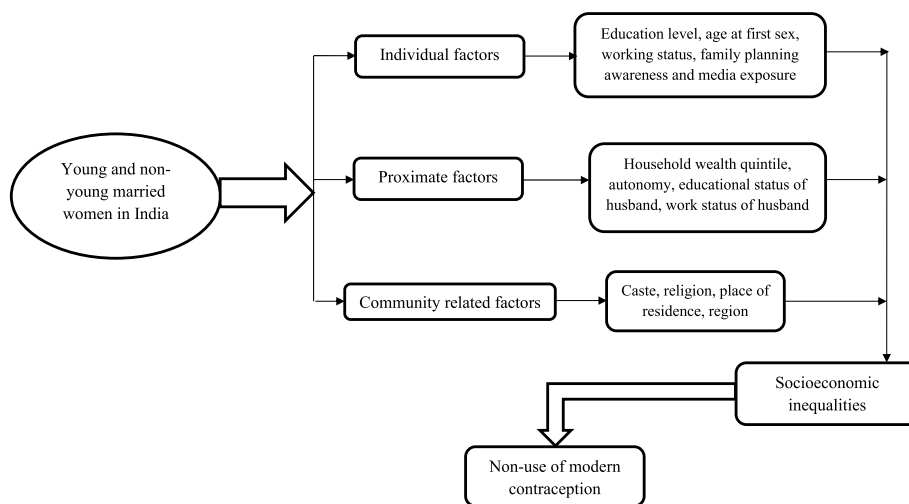 Young and non-
young married
women in India
Individual factors
Education level, age at first sex,
working status, family planning
awareness and media exposure
Proximate factors
Household wealth quintile,
autonomy, educational status of
husband, work status of husband
Community related factors
Caste, religion, place of
residence, region
Socioeconomic
inequalities
Non-use of modern
contraception